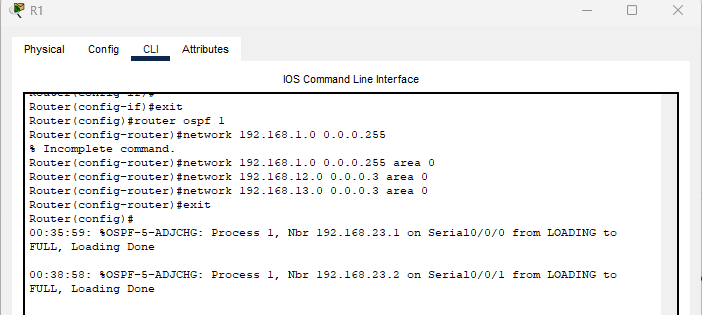 R1
Physical Config CLI Attributes
IOS Command Line Interface
Router(config-if)#
Router(config-if)#exit
Router(config)#router ospf 1
Router(config-router)#network 192.168.1.0 0.0.0.255
% Incomplete command.
Router(config-router)#network 192.168.1.0 0.0.0.255 area 0
Router(config-router)#network 192.168.12.0 0.0.0.3 area 0
Router(config-router)#network 192.168.13.0 0.0.0.3 area 0
Router(config-router)#exit
Router(config)#
00:35:59: %OSPF-5-ADJCHG: Process 1, Nbr 192.168.23.1 on Serial0/0/0 from LOADING to
FULL, Loading Done
00:38:58: %OSPF-5-ADJCHG: Process 1, Nbr 192.168.23.2 on Serial0/0/1 from LOADING to
FULL, Loading Done